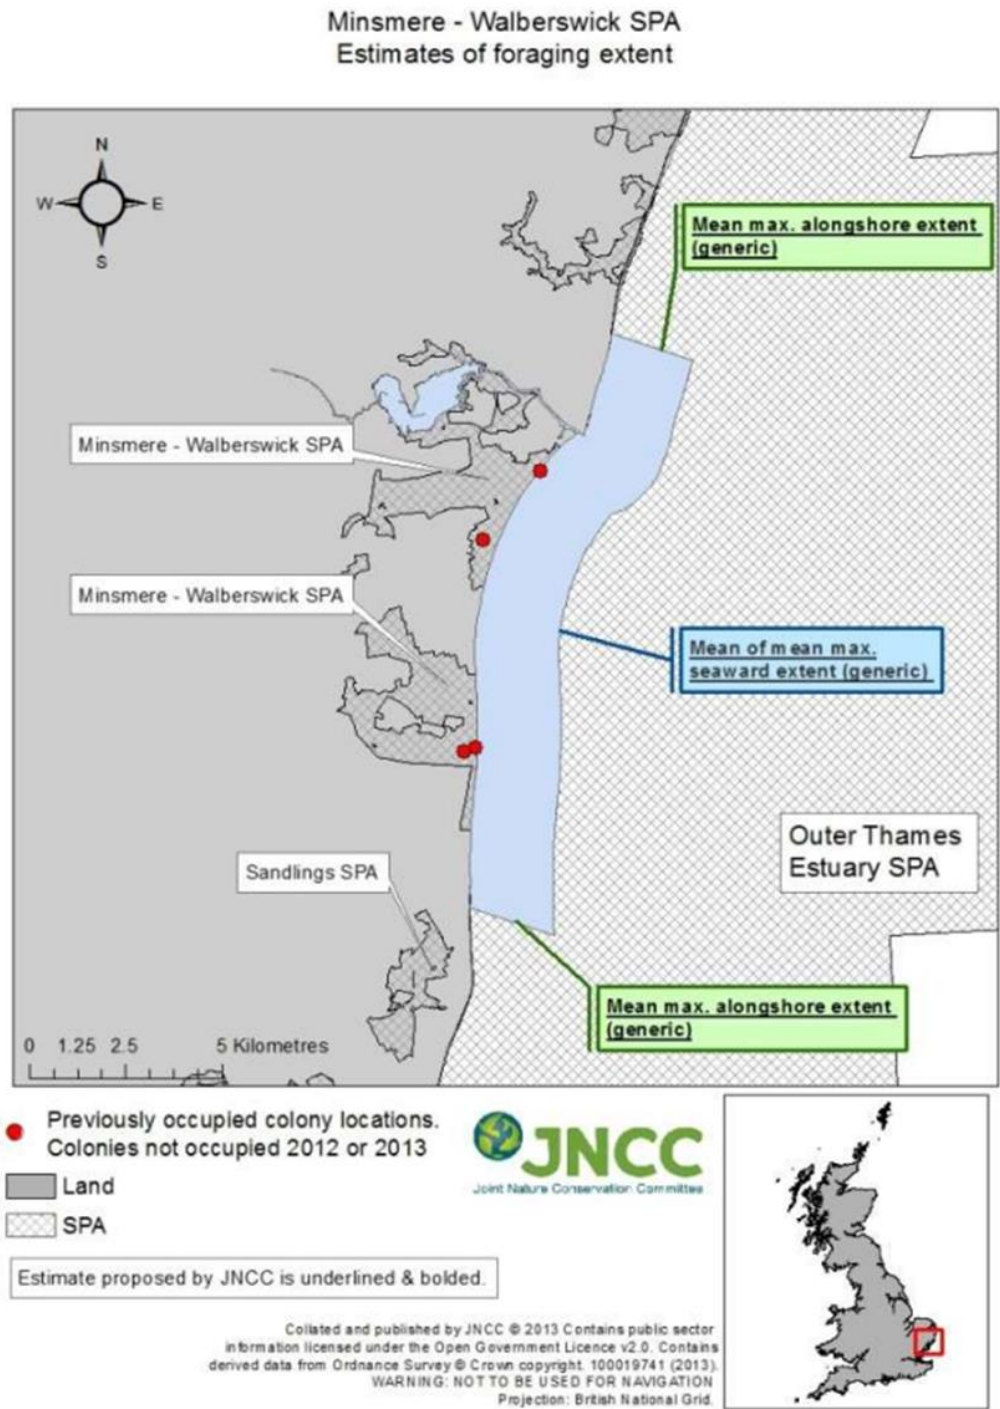 Minsmere - Walberswick SPA
Estimates of foraging extent
N
W
E
S
Mean max. alongshore extent
(generic)
Minsmere - Walberswick SPA
Minsmere - Walberswick SPA
Mean of mean max.
seaward extent (generic)
Outer Thames
Estuary SPA
Sandlings SPA
Mean max. alongshore extent
(generic)
0 1.25 2.5 5 Kilometres
Previously occupied colony locations.
Colonies not occupied 2012 or 2013
Land
SPA
JNCC
Joint Nature Conservation Committee
Estimate proposed by JNCC is underlined & bolded.
Collated and published by JNCC © 2013 Contains public sector
information licensed under the Open Government Licence v2.0. Contains
derived data from Ordnance Survey © Crown copyright. 100019741 (2013).
WARNING: NOT TO BE USED FOR NAVIGATION
Projection: British National Grid.